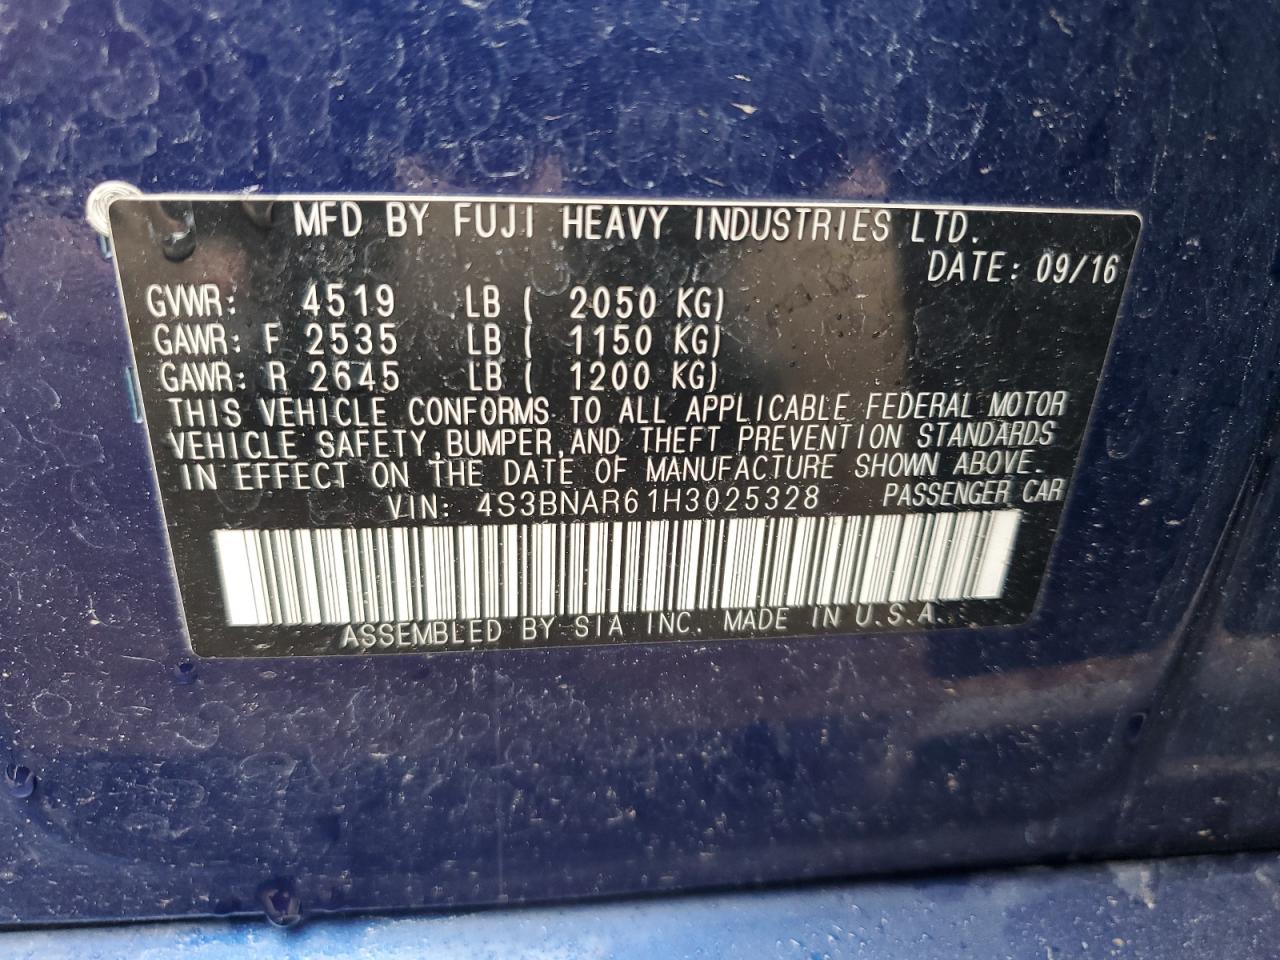 MFD BY FUJI HEAVY INDUSTRIES LTD.
DATE: 09/16
GVWR: 4519 LB ( 2050 KG)
GAWR: F 2535 LB ( 1150 KG)
GAWR: R 2645 LB ( 1200 KG)
THIS VEHICLE CONFORMS TO ALL APPLICABLE FEDERAL MOTOR
VEHICLE SAFETY,BUMPER,AND THEFT PREVENTION STANDARDS
IN EFFECT ON THE DATE OF MANUFACTURE SHOWN ABOVE.
VIN: 4S3BNAR61H3025328 PASSENGER CAR
ASSEMBLED BY SIA INC. MADE IN U.S.A.